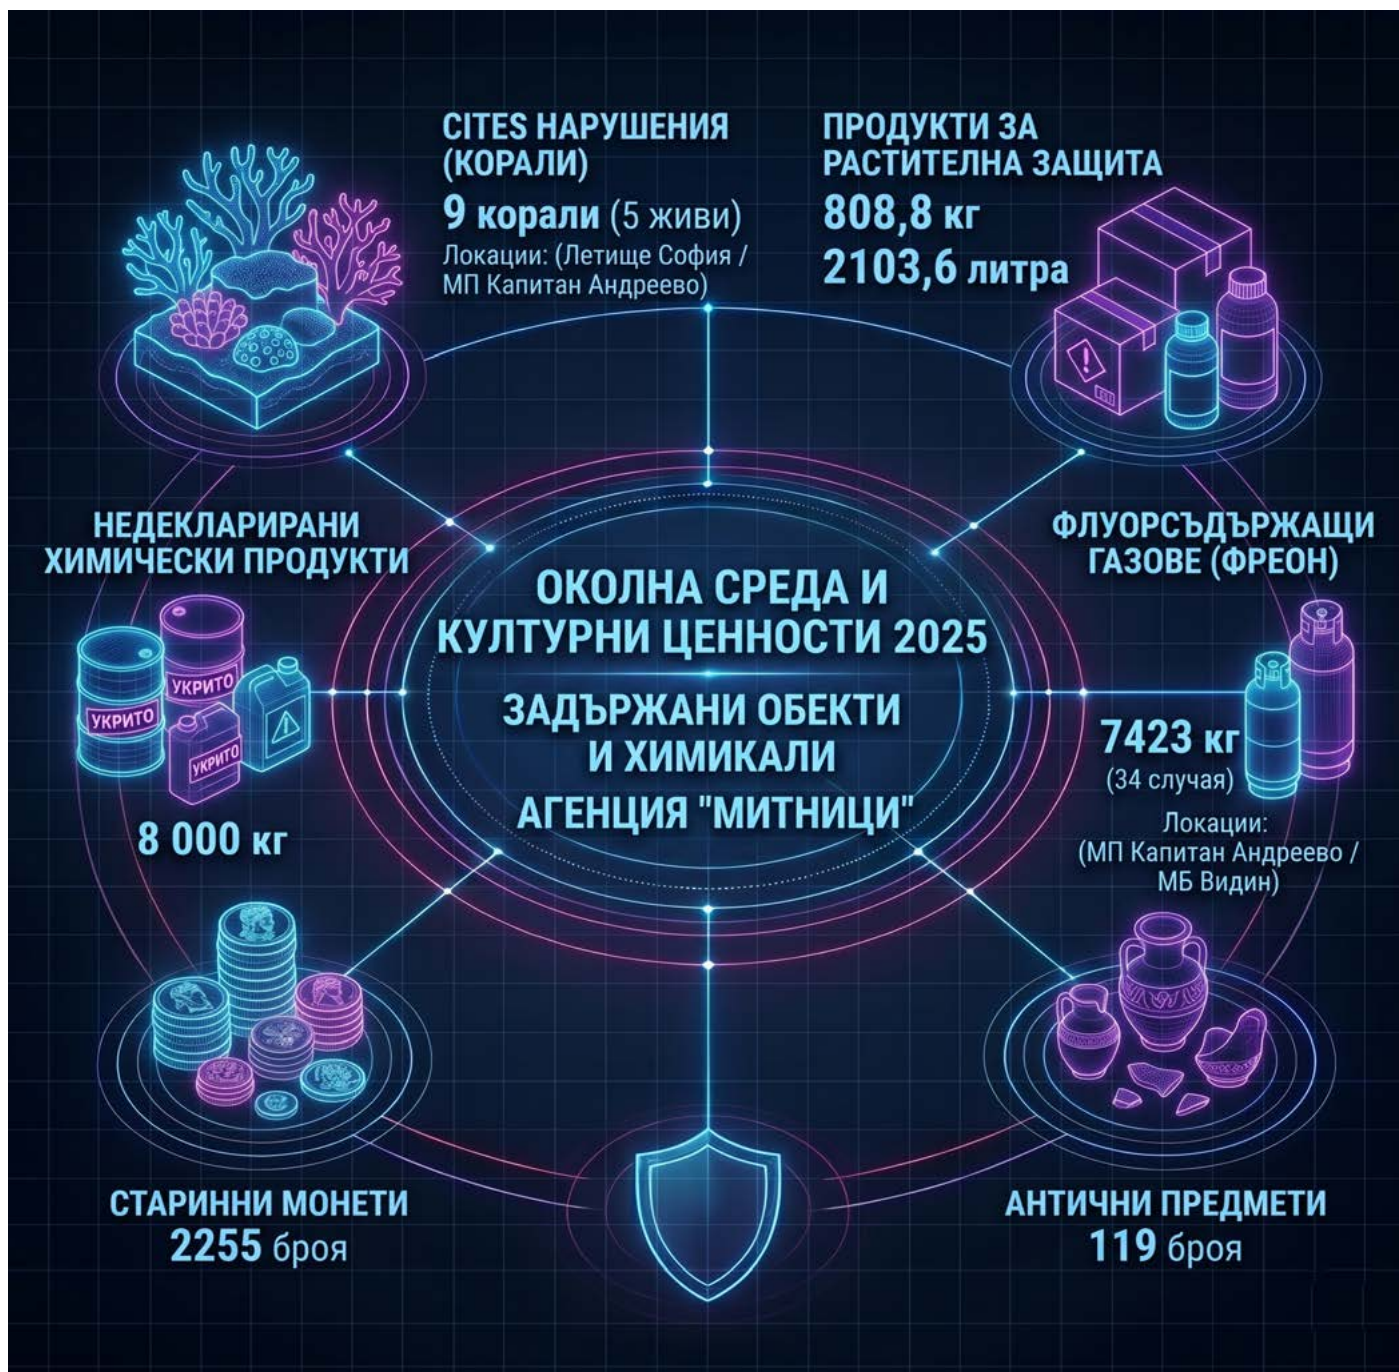 CITES НАРУШЕНИЯ
(КОРАЛИ)
9 корали (5 живи)
Локации: (Летище София /
МП Капитан Андреево)
ПРОДУКТИ ЗА
РАСТИТЕЛНА ЗАЩИТА
808,8 кг
2103,6 литра
НЕДЕКЛАРИРАНИ
ХИМИЧЕСКИ ПРОДУКТИ
УКРИТО
УКРИТО
УКРИТО
8 000 кг
ОКОЛНА СРЕДА И
КУЛТУРНИ ЦЕННОСТИ 2025
ЗАДЪРЖАНИ ОБЕКТИ
И ХИМИКАЛИ
АГЕНЦИЯ "МИТНИЦИ"
ФЛУОРСЪДЪРЖАЩИ
ГАЗОВЕ (ФРЕОН)
7423 кг
(34 случая)
Локации:
(МП Капитан Андреево /
МБ Видин)
СТАРИННИ МОНЕТИ
2255 броя
АНТИЧНИ ПРЕДМЕТИ
119 броя